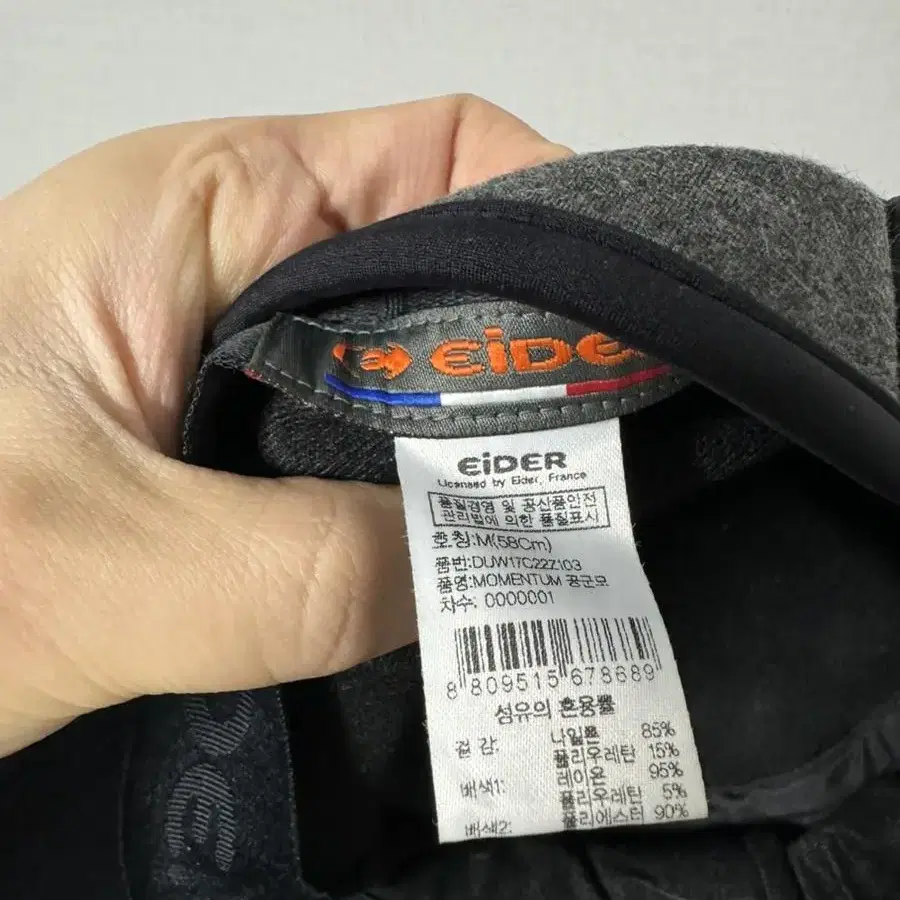 EiDER
EiDER
Licensed by Eider, France
품질경영 및 공산품안전
관리법에 의한 품질표시
호칭:M(58Cm)
품번:DUW17C22Z103
품명:MOMENTUM 공군모
차수: 0000001
8 809515 678689
섬유의 혼용률
겉감: 나일론 85%
폴리우레탄 15%
배색1: 레이온 95%
폴리우레탄 5%
배색2: 폴리에스터 90%